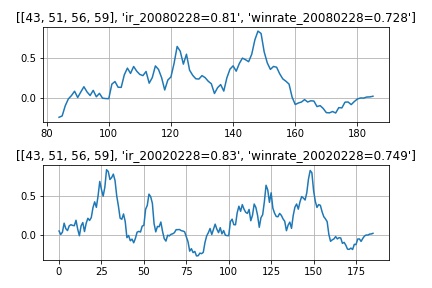 [[43, 51, 56, 59], 'ir_20080228=0.81', 'winrate_20080228=0.728']
0.5
0.0
80 100 120 140 160 180
[[43, 51, 56, 59], 'ir_20020228=0.83', 'winrate_20020228=0.749']
0.5
0.0
0 25 50 75 100 125 150 175